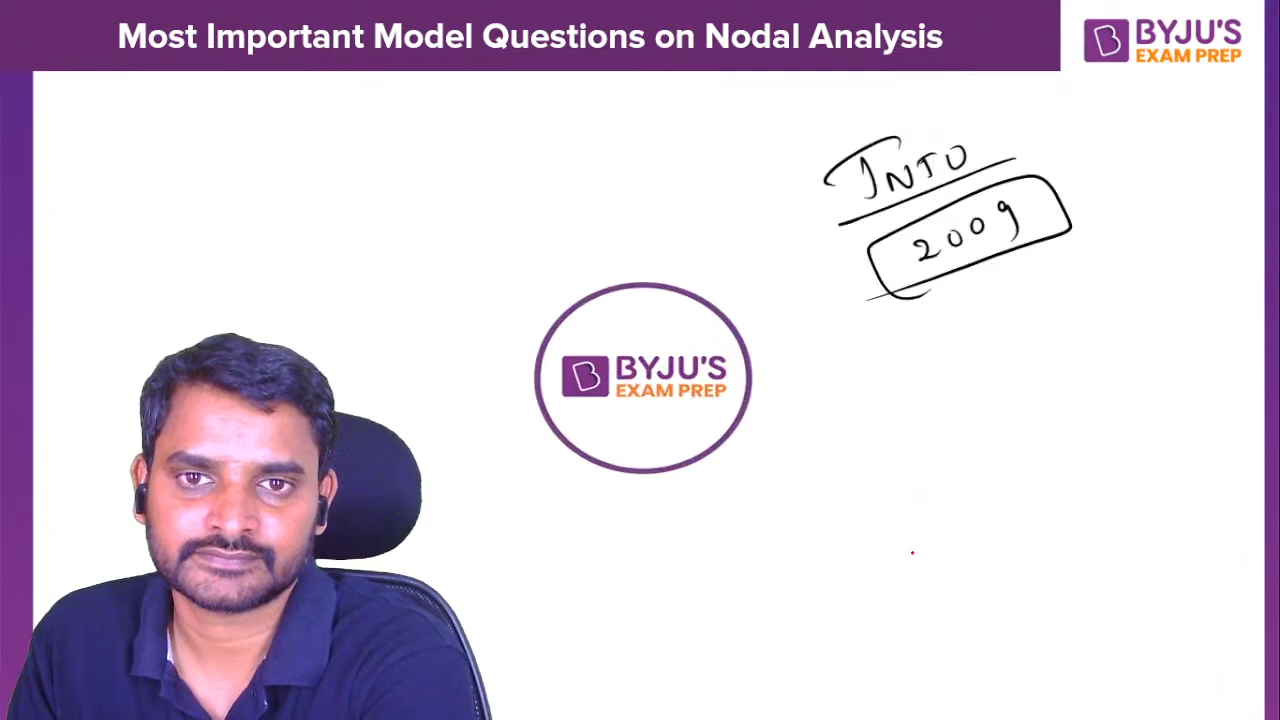 Most Important Model Questions on Nodal Analysis
BYJU'S
EXAM PREP
JNTU
2009
BYJU'S
EXAM PREP